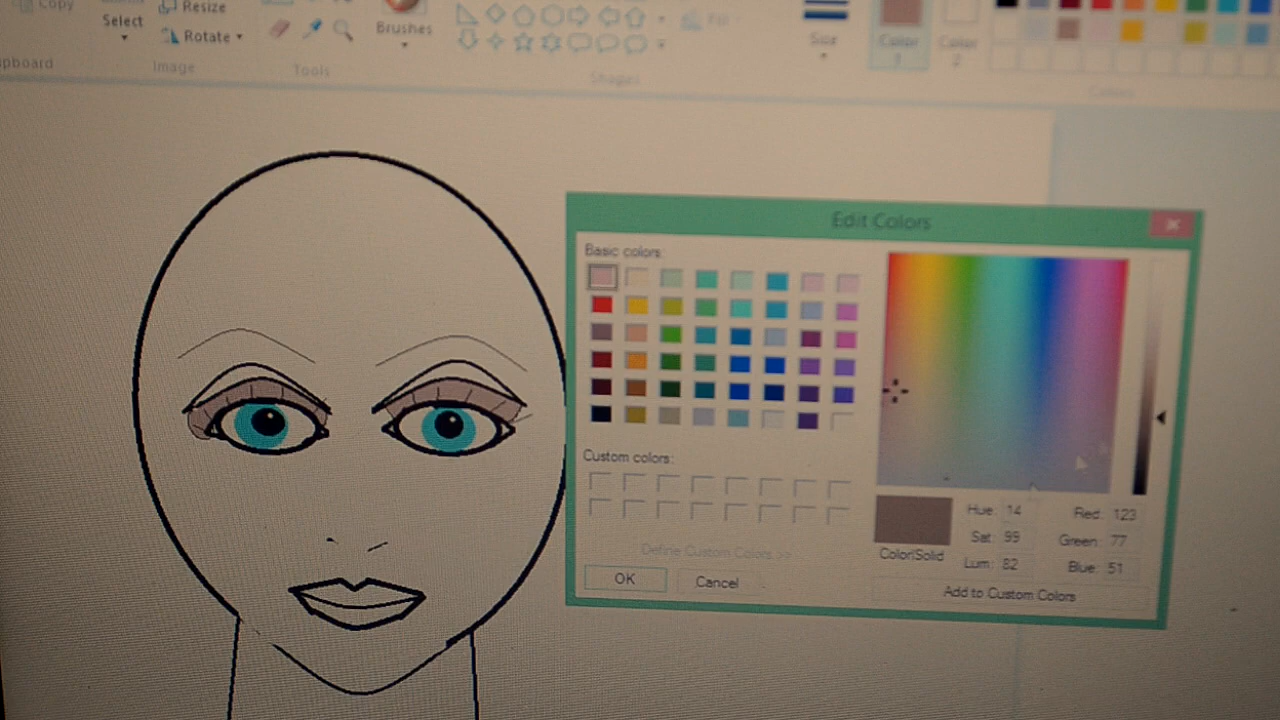 Copy
Select
Resize
Rotate
Brushes
Fill
Size
Color
1
Color
2
Image
Tools
Shapes
Colors
Edit Colors
Basic colors:
Custom colors:
Define Custom Colors >>
OK
Cancel
Color|Solid
Hue: 14
Sat: 99
Lum: 82
Red: 123
Green: 77
Blue: 51
Add to Custom Colors